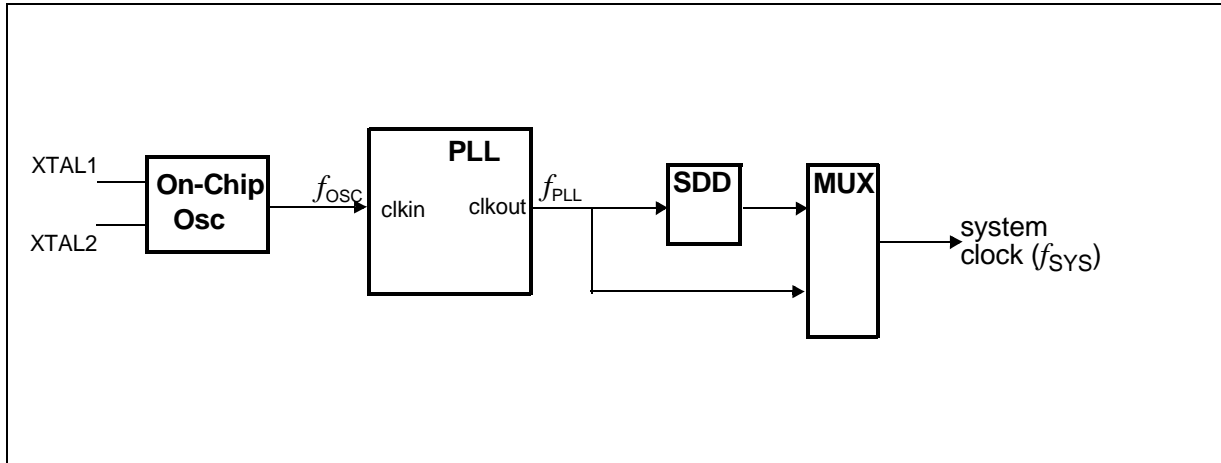 XTAL1
XTAL2
On-Chip
Osc
fOSC
PLL
clkin
clkout
fPLL
SDD
MUX
system
clock (fSYS)